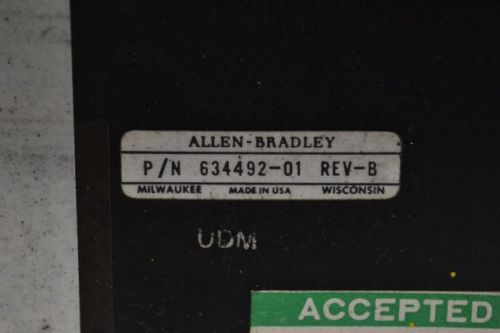 ALLEN-BRADLEY
P/N 634492-01 REV-B
MILWAUKEE MADE IN USA WISCONSIN
UDM
ACCEPTED